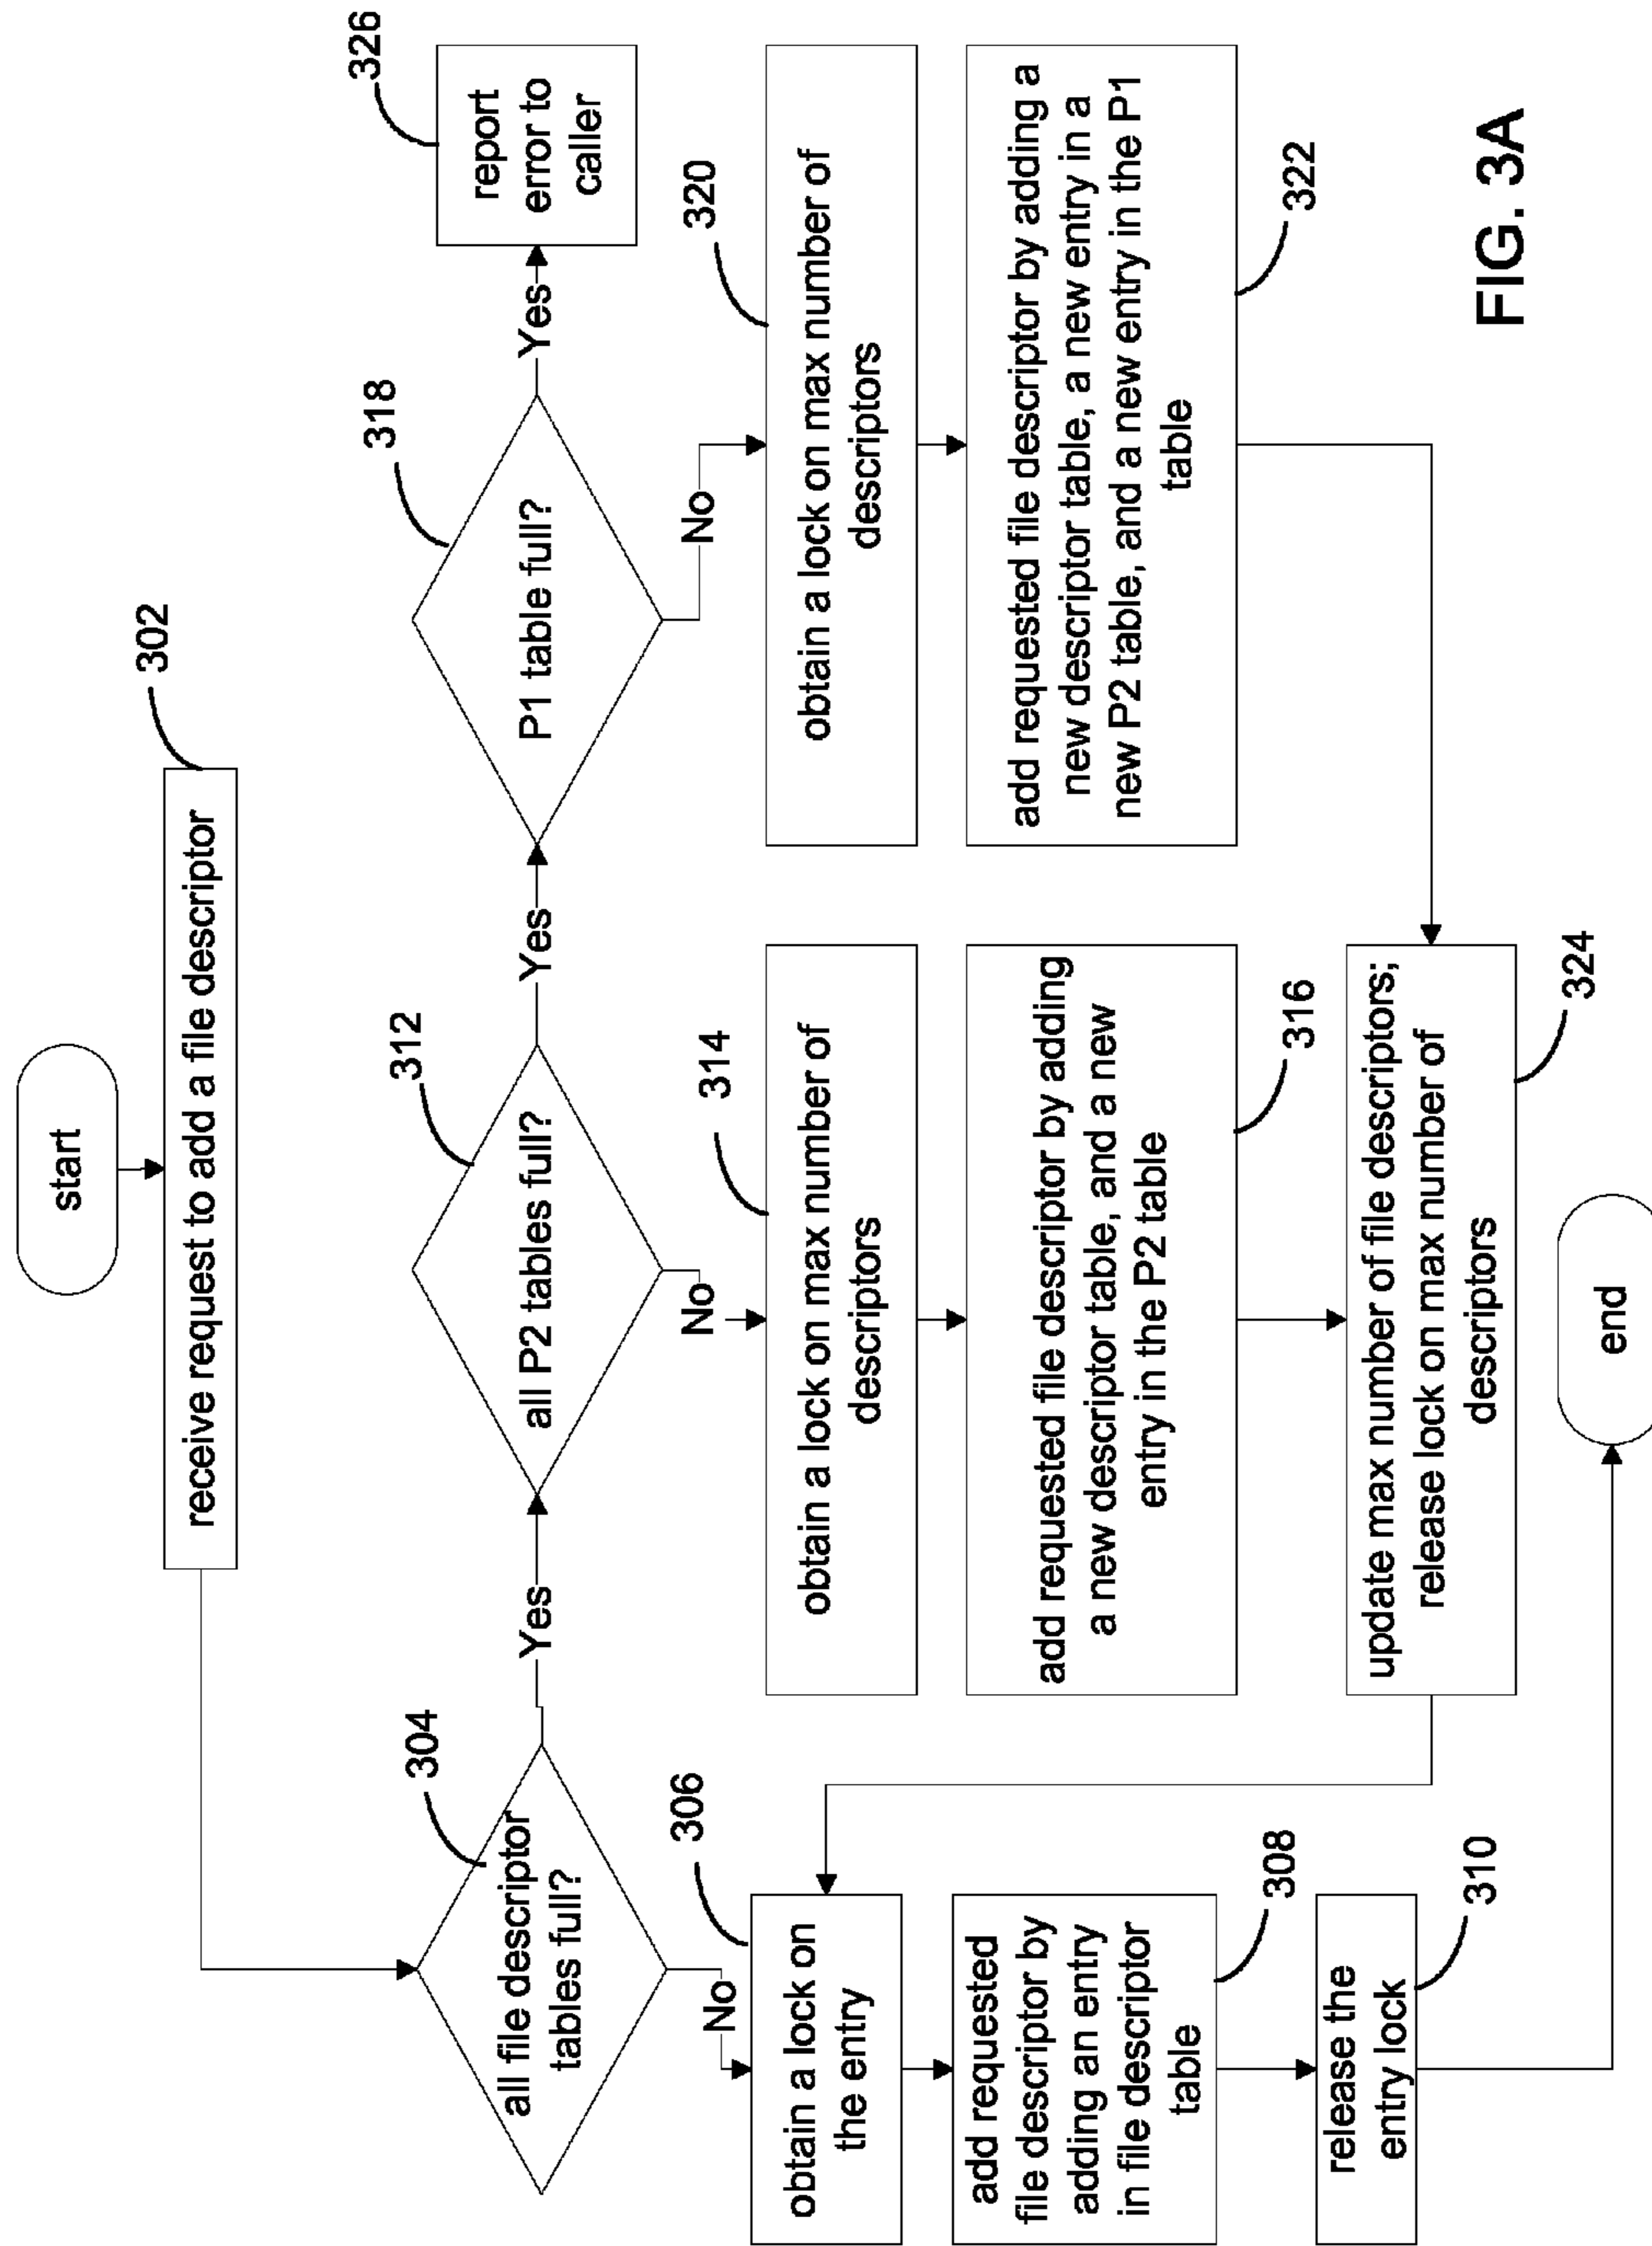 start
302
receive request to add a file descriptor
304
all file descriptor
tables full?
Yes
312
all P2 tables full?
Yes
318
P1 table full?
Yes
326
report
error to
caller
No
306
obtain a lock on
the entry
No
314
obtain a lock on max number of
descriptors
No
320
obtain a lock on max number of
descriptors
add requested
file descriptor by
adding an entry
in file descriptor
table
308
add requested file descriptor by adding
a new descriptor table, and a new
entry in the P2 table
316
add requested file descriptor by adding a
new descriptor table, a new entry in a
new P2 table, and a new entry in the P1
table
322
release the
entry lock
310
update max number of file descriptors;
release lock on max number of
descriptors
324
end
FIG. 3A